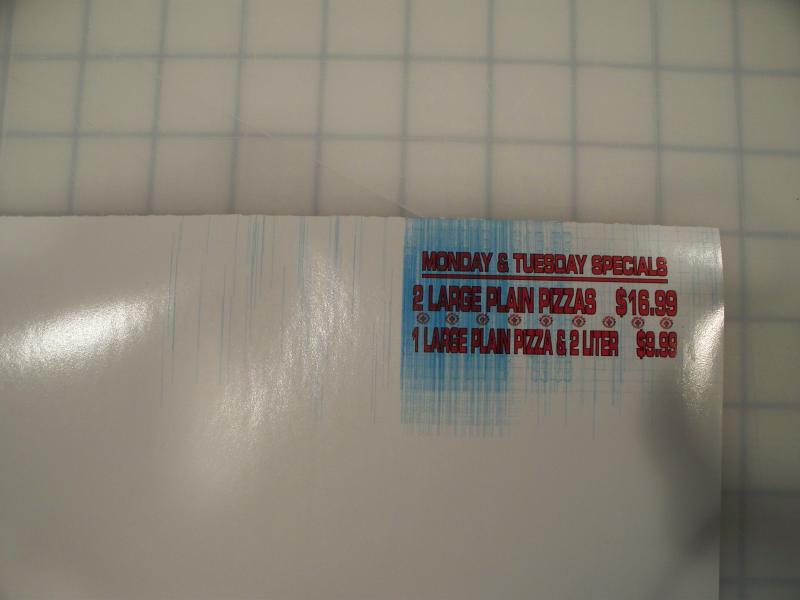 MONDAY & TUESDAY SPECIALS
2 LARGE PLAIN PIZZAS $16.99
1 LARGE PLAIN PIZZA & 2 LITER $9.99